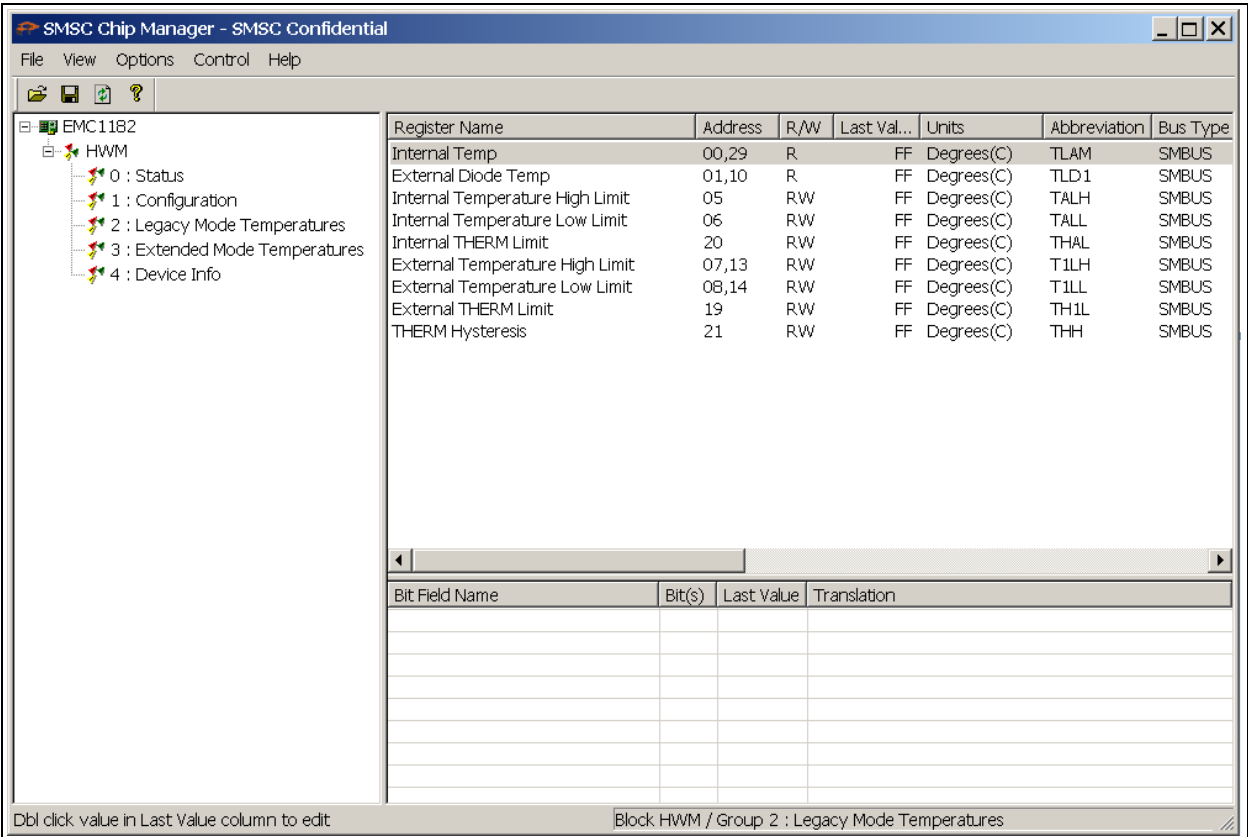 SMSC Chip Manager - SMSC Confidential
File View Options Control Help
EMC1182
HWM
0 : Status
1 : Configuration
2 : Legacy Mode Temperatures
3 : Extended Mode Temperatures
4 : Device Info
Register Name Address R/W Last Val... Units Abbreviation Bus Type
Internal Temp 00,29 R FF Degrees(C) TLAM SMBUS
External Diode Temp 01,10 R FF Degrees(C) TLD1 SMBUS
Internal Temperature High Limit 05 RW FF Degrees(C) TALH SMBUS
Internal Temperature Low Limit 06 RW FF Degrees(C) TALL SMBUS
Internal THERM Limit 20 RW FF Degrees(C) THAL SMBUS
External Temperature High Limit 07,13 RW FF Degrees(C) T1LH SMBUS
External Temperature Low Limit 08,14 RW FF Degrees(C) T1LL SMBUS
External THERM Limit 19 RW FF Degrees(C) TH1L SMBUS
THERM Hysteresis 21 RW FF Degrees(C) THH SMBUS
Bit Field Name Bit(s) Last Value Translation
Dbl click value in Last Value column to edit
Block HWM / Group 2 : Legacy Mode Temperatures